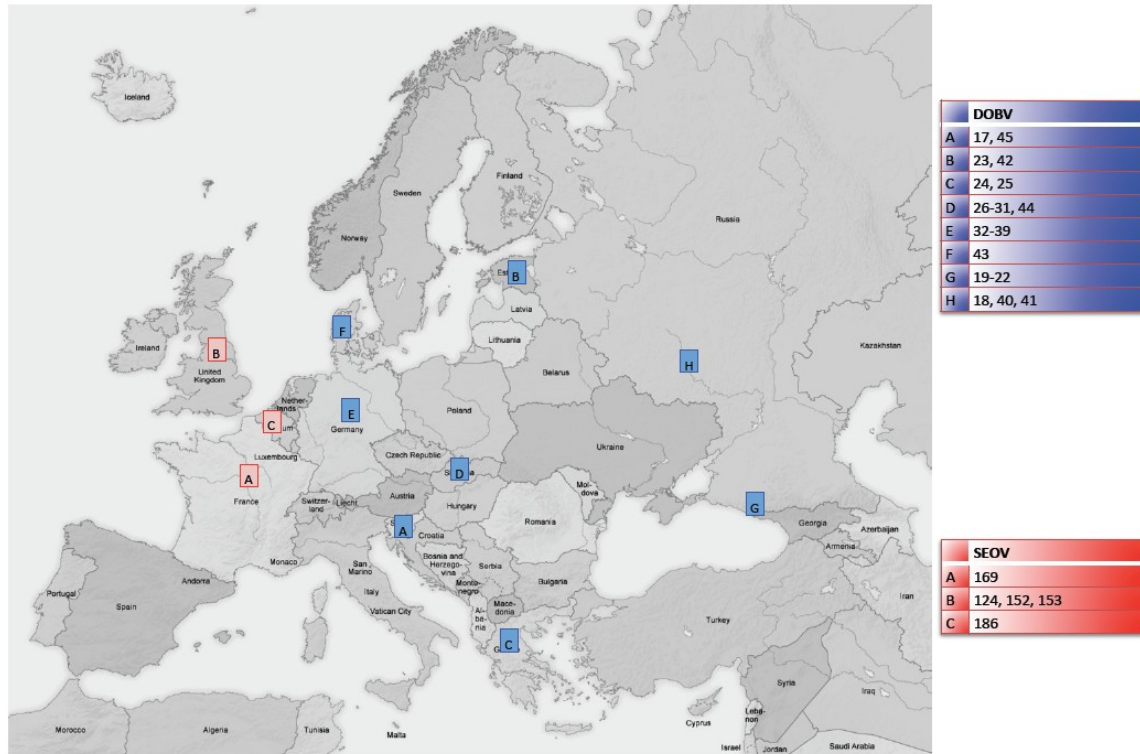 Iceland
Finland
Sweden
Norway
Russia
B
Latvia
Lithuania
F
Ireland
B
United
Kingdom
Belarus
H
Kazakhstan
Nether-
lands
C
E
Germany
Poland
Luxembourg
Czech Republic
Ukraine
D
A
France
Switzer-
land
Liecht
Austria
Hungary
Mol-
dova
Romania
A
Croatia
G
Georgia
Azerbaijan
Armenia
Monaco
San
Marino
Bosnia and
Herzego-
vina
Serbia
Andorra
Portugal
Spain
Italy
Monte-
negro
Bulgaria
Vatican City
Mace-
donia
Al-
ba-
nia
C
Turkey
Iran
Syria
Iraq
Cyprus
Leba-
non
Morocco
Algeria
Tunisia
Malta
Israel
Jordan
Saudi Arabia
DOBV
A 17, 45
B 23, 42
C 24, 25
D 26-31, 44
E 32-39
F 43
G 19-22
H 18, 40, 41
SEOV
A 169
B 124, 152, 153
C 186